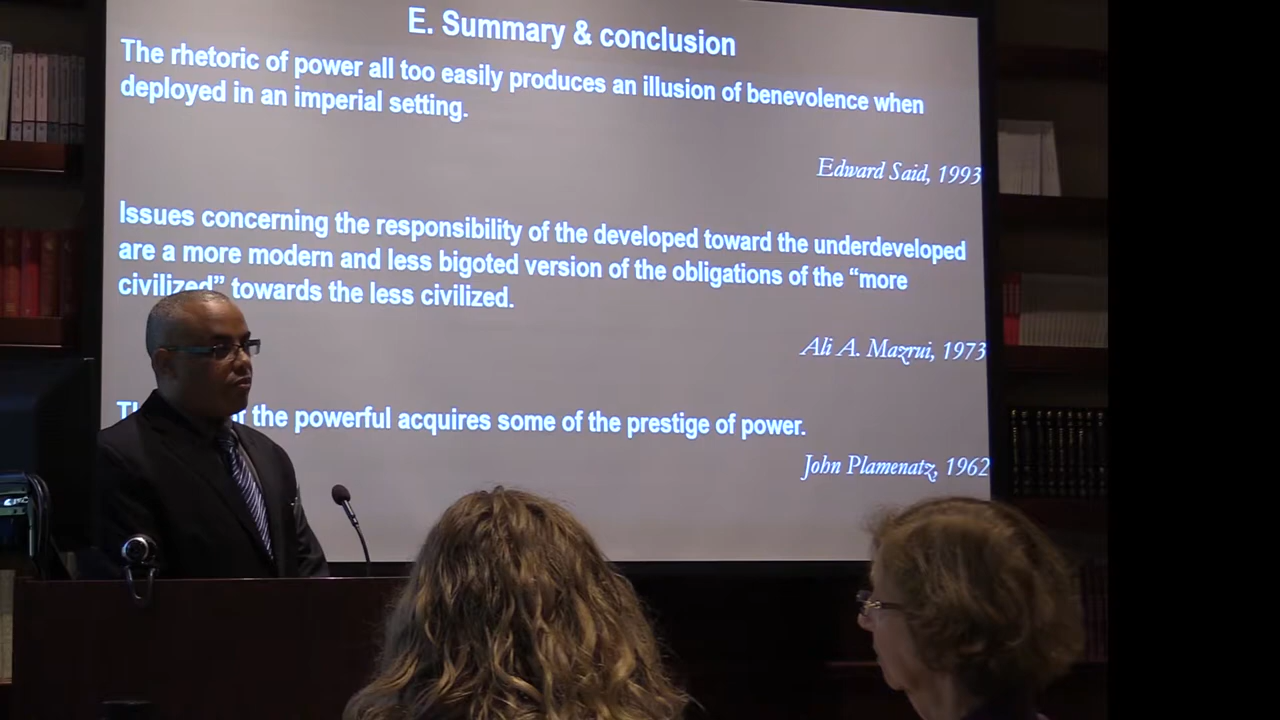 E. Summary & conclusion
The rhetoric of power all too easily produces an illusion of benevolence when
deployed in an imperial setting.
Edward Said, 1993
Issues concerning the responsibility of the developed toward the underdeveloped
are a more modern and less bigoted version of the obligations of the “more
civilized” towards the less civilized.
Ali A. Mazrui, 1973
the powerful acquires some of the prestige of power.
John Plamenatz, 1962